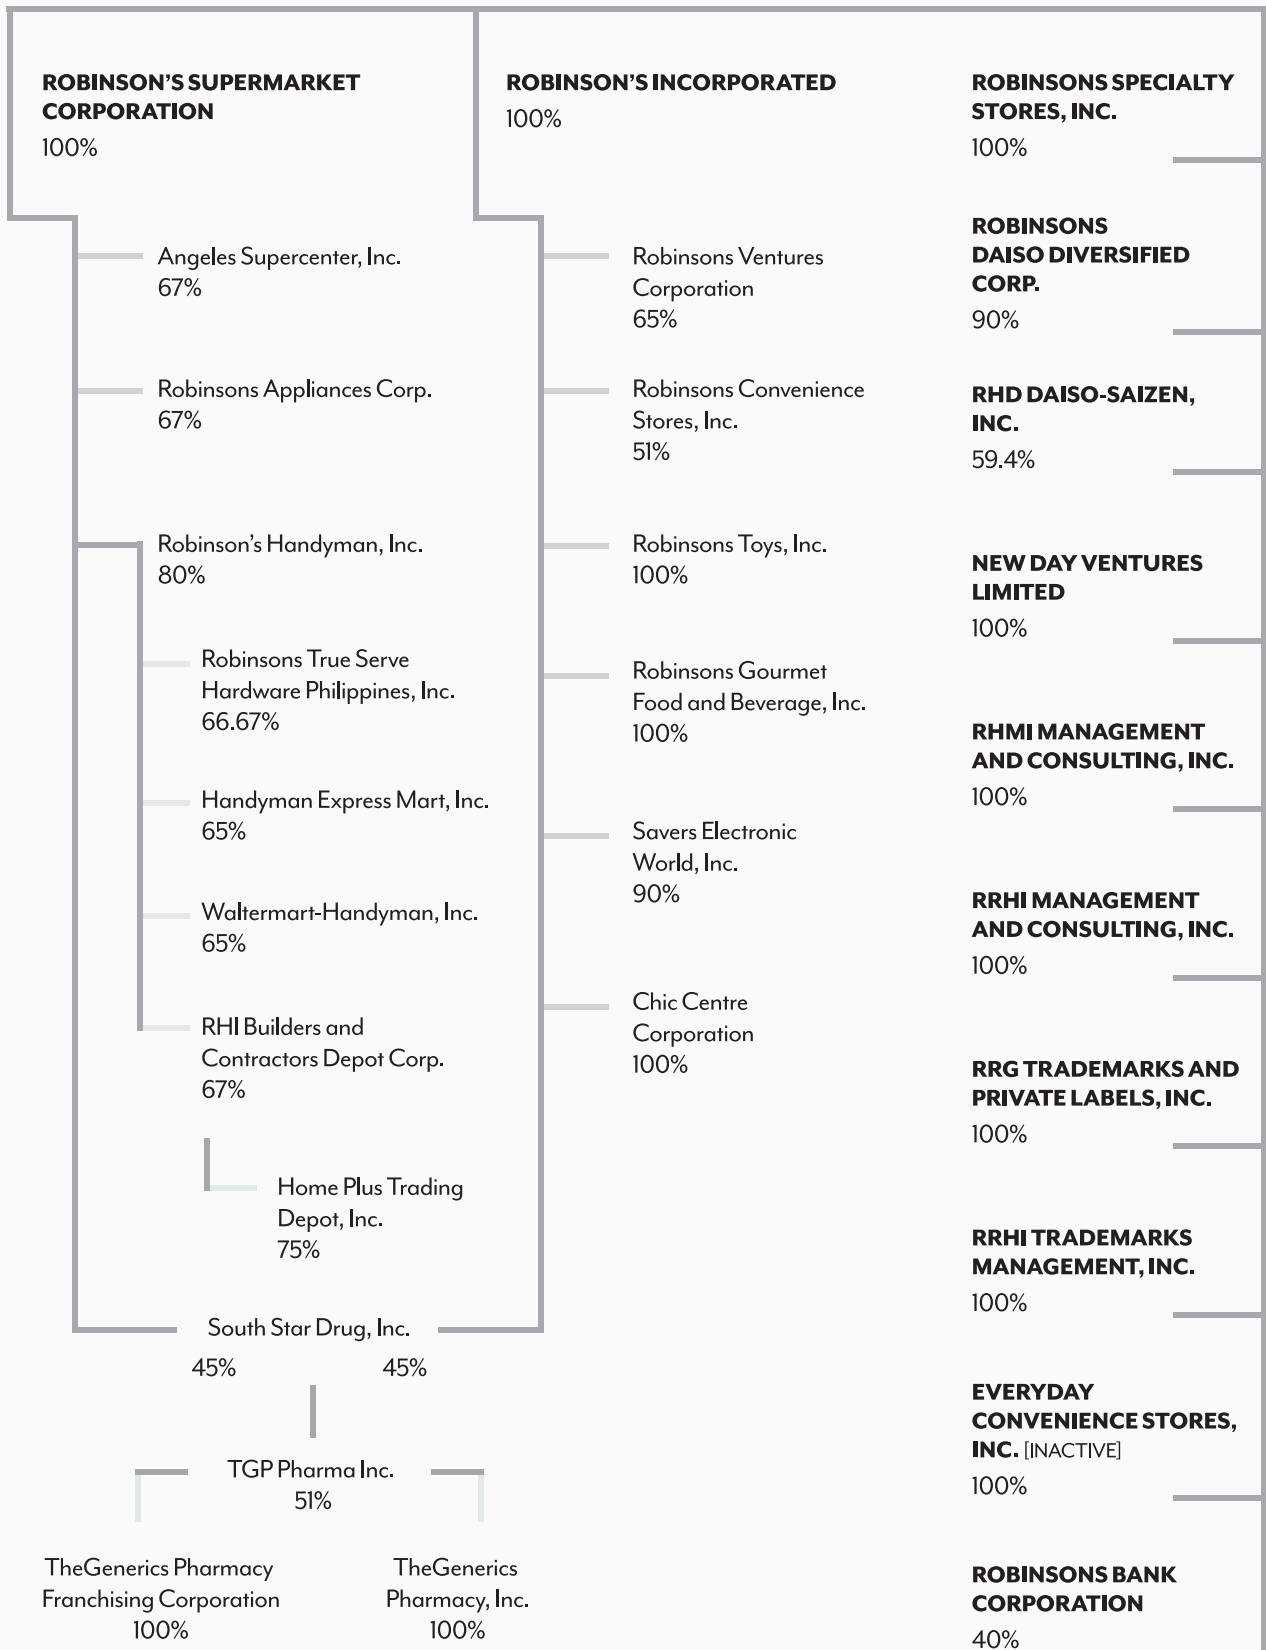 ROBINSON’S SUPERMARKET
CORPORATION
100%
Angeles Supercenter, Inc.
67%
Robinsons Appliances Corp.
67%
Robinson’s Handyman, Inc.
80%
Robinsons True Serve
Hardware Philippines, Inc.
66.67%
Handyman Express Mart, Inc.
65%
Waltermart-Handyman, Inc.
65%
RHI Builders and
Contractors Depot Corp.
67%
Home Plus Trading
Depot, Inc.
75%
South Star Drug, Inc.
45% 45%
TGP Pharma Inc.
51%
TheGenerics Pharmacy
Franchising Corporation
100%
TheGenerics
Pharmacy, Inc.
100%
ROBINSON’S INCORPORATED
100%
Robinsons Ventures
Corporation
65%
Robinsons Convenience
Stores, Inc.
51%
Robinsons Toys, Inc.
100%
Robinsons Gourmet
Food and Beverage, Inc.
100%
Savers Electronic
World, Inc.
90%
Chic Centre
Corporation
100%
ROBINSONS SPECIALTY
STORES, INC.
100%
ROBINSONS
DAISO DIVERSIFIED
CORP.
90%
RHD DAISO-SAIZEN,
INC.
59.4%
NEW DAY VENTURES
LIMITED
100%
RHMI MANAGEMENT
AND CONSULTING, INC.
100%
RRHI MANAGEMENT
AND CONSULTING, INC.
100%
RRG TRADEMARKS AND
PRIVATE LABELS, INC.
100%
RRHI TRADEMARKS
MANAGEMENT, INC.
100%
EVERYDAY
CONVENIENCE STORES,
INC. [INACTIVE]
100%
ROBINSONS BANK
CORPORATION
40%